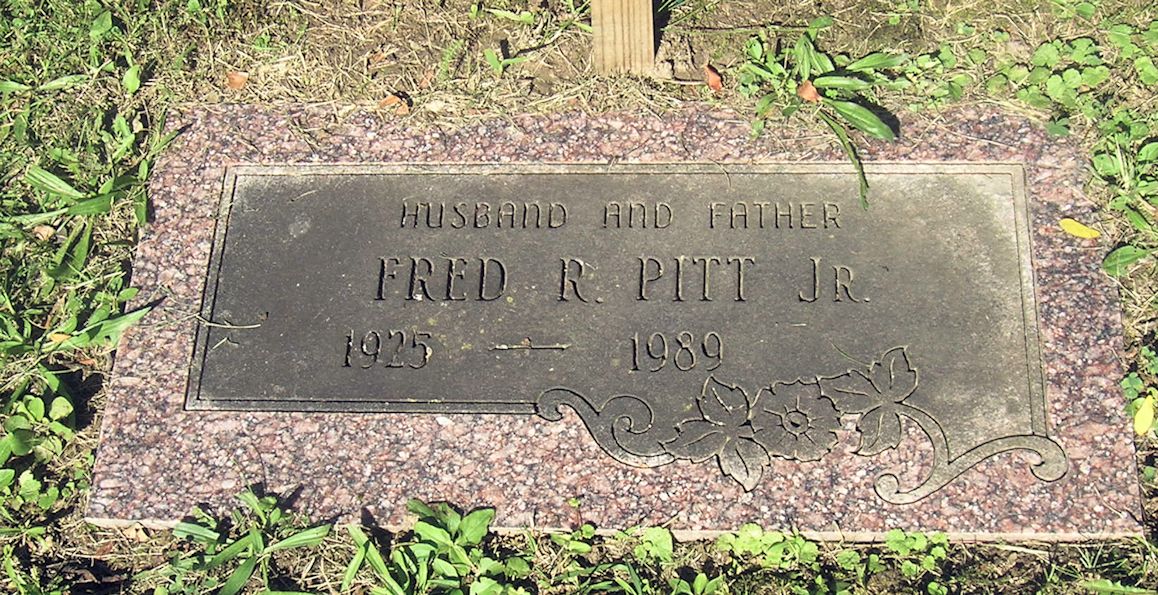 HUSBAND AND FATHER
FRED R. PITT JR.
1925 — 1989